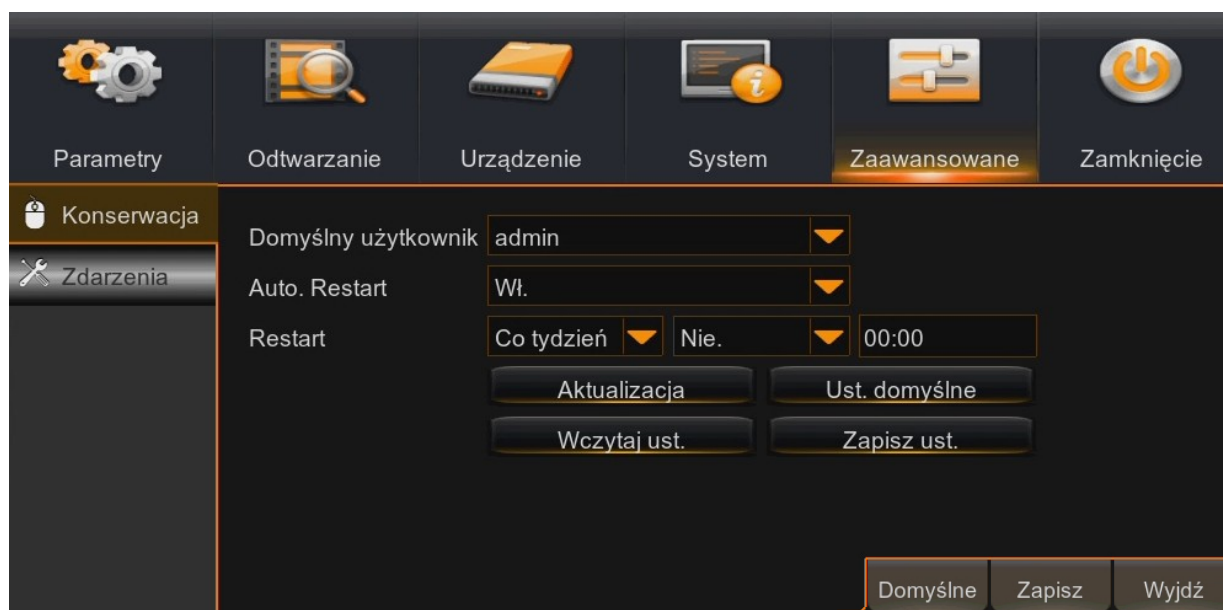 Parametry Odtwarzanie Urządzenie System Zaawansowane Zamknięcie
Konserwacja
Zdarzenia
Domyślny użytkownik admin
Auto. Restart Wł.
Restart Co tydzień Nie. 00:00
Aktualizacja Ust. domyślne
Wczytaj ust. Zapisz ust.
Domyślne Zapisz Wyjdź